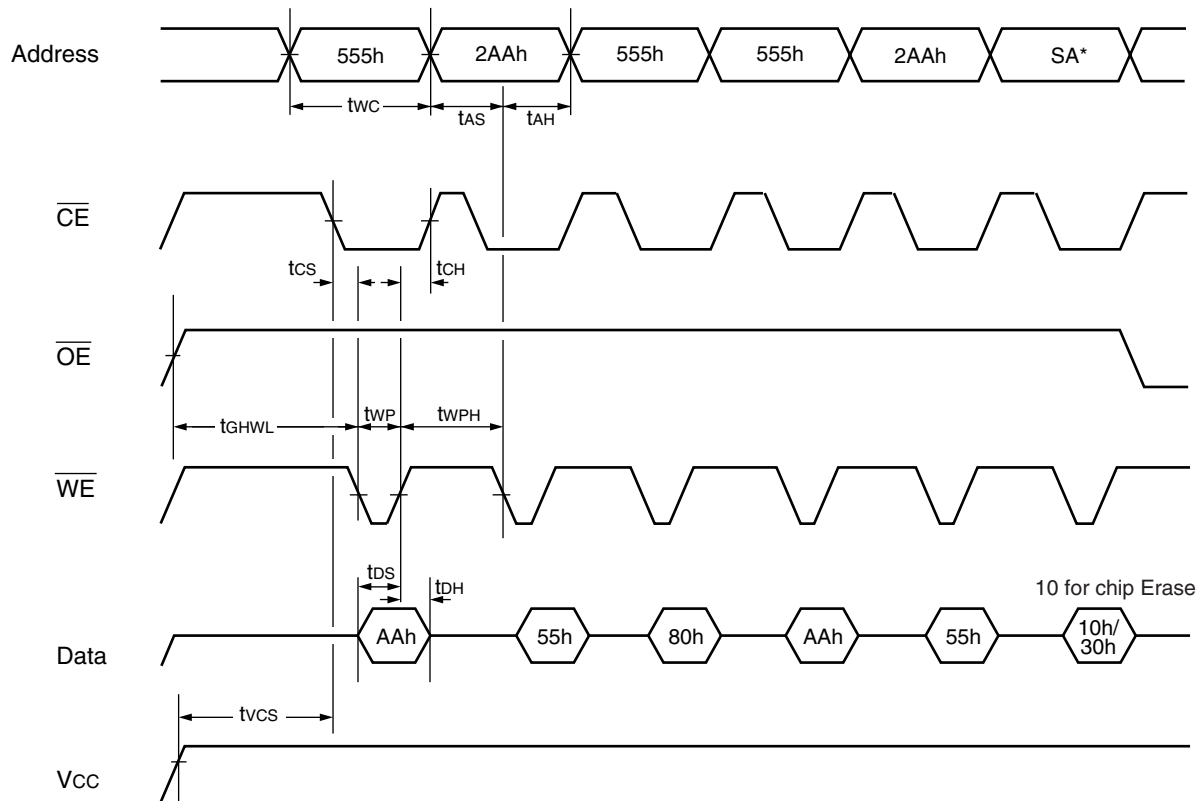 Address
555h
2AAh
555h
555h
2AAh
SA*
tWC
tAS
tAH
CE
tCS
tCH
OE
tGHWL
tWP
tWPH
WE
tDS
tDH
10 for chip Erase
Data
AAh
55h
80h
AAh
55h
10h/
30h
tVCS
VCC